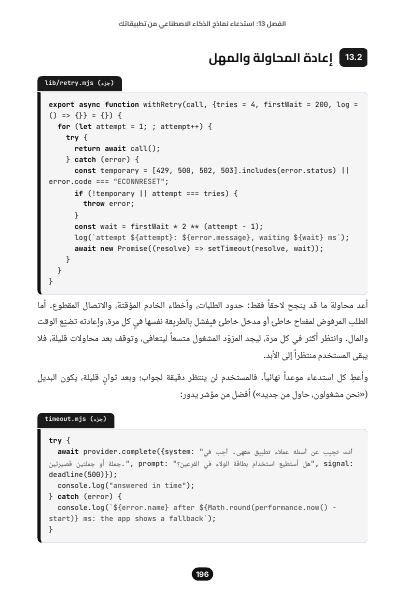 الفصل 13: استدعاء نماذج الذكاء الاصطناعي من تطبيقاتك
13.2 إعادة المحاولة والمهل
lib/retry.mjs (جزء)
export async function withRetry(call, {tries = 4, firstWait = 200, log =
() => {}} = {}) {
for (let attempt = 1; ; attempt++) {
try {
return await call();
} catch (error) {
const temporary = [429, 500, 502, 503].includes(error.status) ||
error.code === "ECONNRESET";
if (!temporary || attempt === tries) {
throw error;
}
const wait = firstWait * 2 ** (attempt - 1);
log(`attempt ${attempt}: ${error.message}, waiting ${wait} ms`);
await new Promise((resolve) => setTimeout(resolve, wait));
}
}
}
أعد محاولة ما قد ينجح لاحقاً فقط: حدود الطلبات، وأخطاء الخادم المؤقتة، والاتصال المقطوع. أما
الطلب المرفوض لمفتاح خاطئ أو مدخل خاطئ فيفشل بالطريقة نفسها في كل مرة، وإعادته تضيّع الوقت
والمال. وانتظر أكثر في كل مرة، ليجد المزوّد المشغول متسعاً ليتعافى، وتوقف بعد محاولات قليلة، فلا
يبقى المستخدم منتظراً إلى الأبد.
وأعطِ كل استدعاء موعداً نهائياً. فالمستخدم لن ينتظر دقيقة لجواب؛ وبعد ثوانٍ قليلة، يكون البديل
(«نحن مشغولون، حاول من جديد») أفضل من مؤشر يدور:
timeout.mjs (جزء)
try {
await provider.complete({system: "أنت تجيب عن أسئلة عملاء تطبيق مقهى. أجب في
جملة أو جملتين قصيرتين.", prompt: "هل أستطيع استخدام بطاقة الولاء في الفرعين؟", signal:
deadline(500)});
console.log("answered in time");
} catch (error) {
console.log(`${error.name} after ${Math.round(performance.now() -
start)} ms: the app shows a fallback`);
}
196